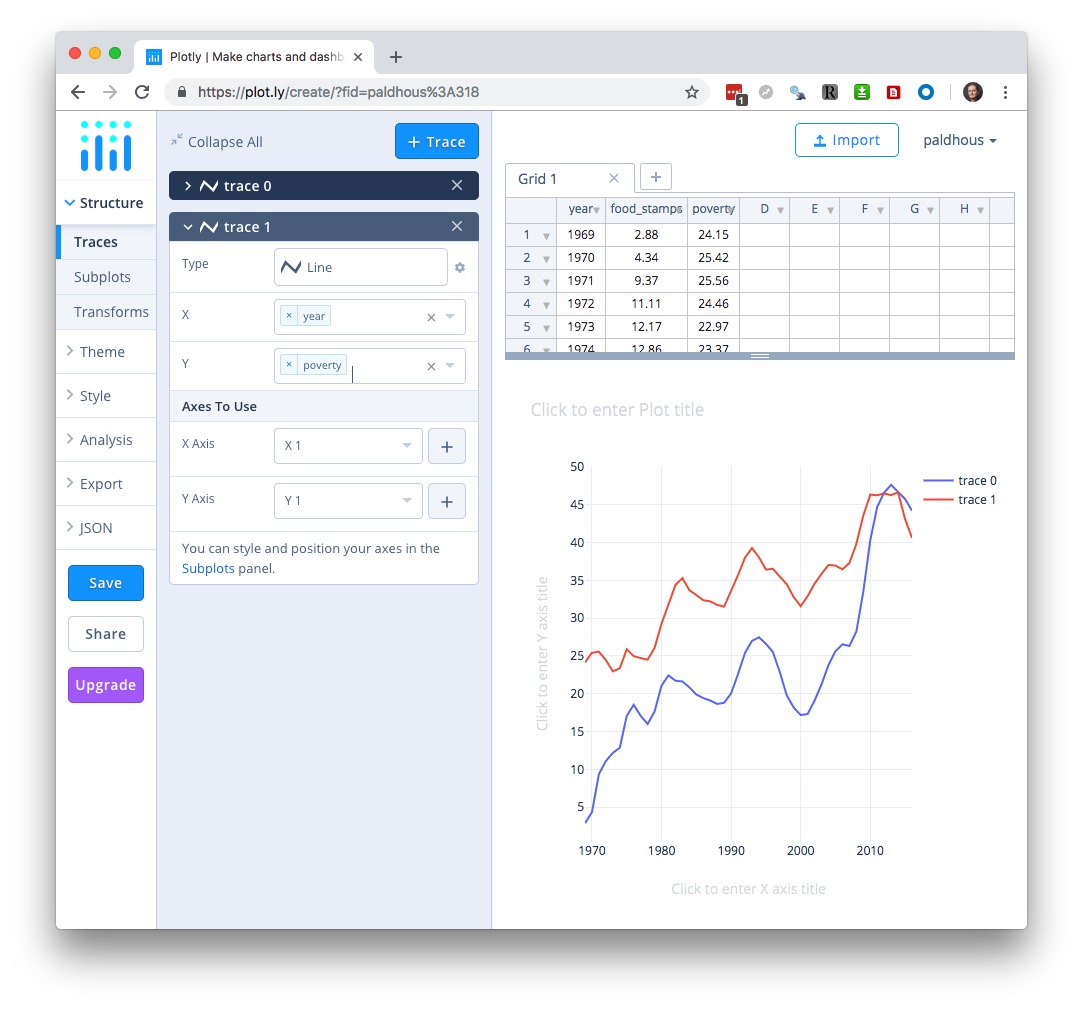 Plotly | Make charts and dashb
https://plot.ly/create/?fid=paldhous%3A318
1
R
Collapse All
+ Trace
Import
paldhous
Structure
Traces
Subplots
Transforms
Theme
Style
Analysis
Export
JSON
Save
Share
Upgrade
trace 0
trace 1
Type
Line
X
× year
Y
× poverty
Axes To Use
X Axis
X 1
+
Y Axis
Y 1
+
You can style and position your axes in the
Subplots panel.
Grid 1
+
year food_stamps poverty D E F G H
1 1969 2.88 24.15
2 1970 4.34 25.42
3 1971 9.37 25.56
4 1972 11.11 24.46
5 1973 12.17 22.97
6 1974 12.86 23.37
Click to enter Plot title
50
45
40
35
30
25
20
15
10
5
Click to enter Y axis title
1970 1980 1990 2000 2010
Click to enter X axis title
trace 0
trace 1